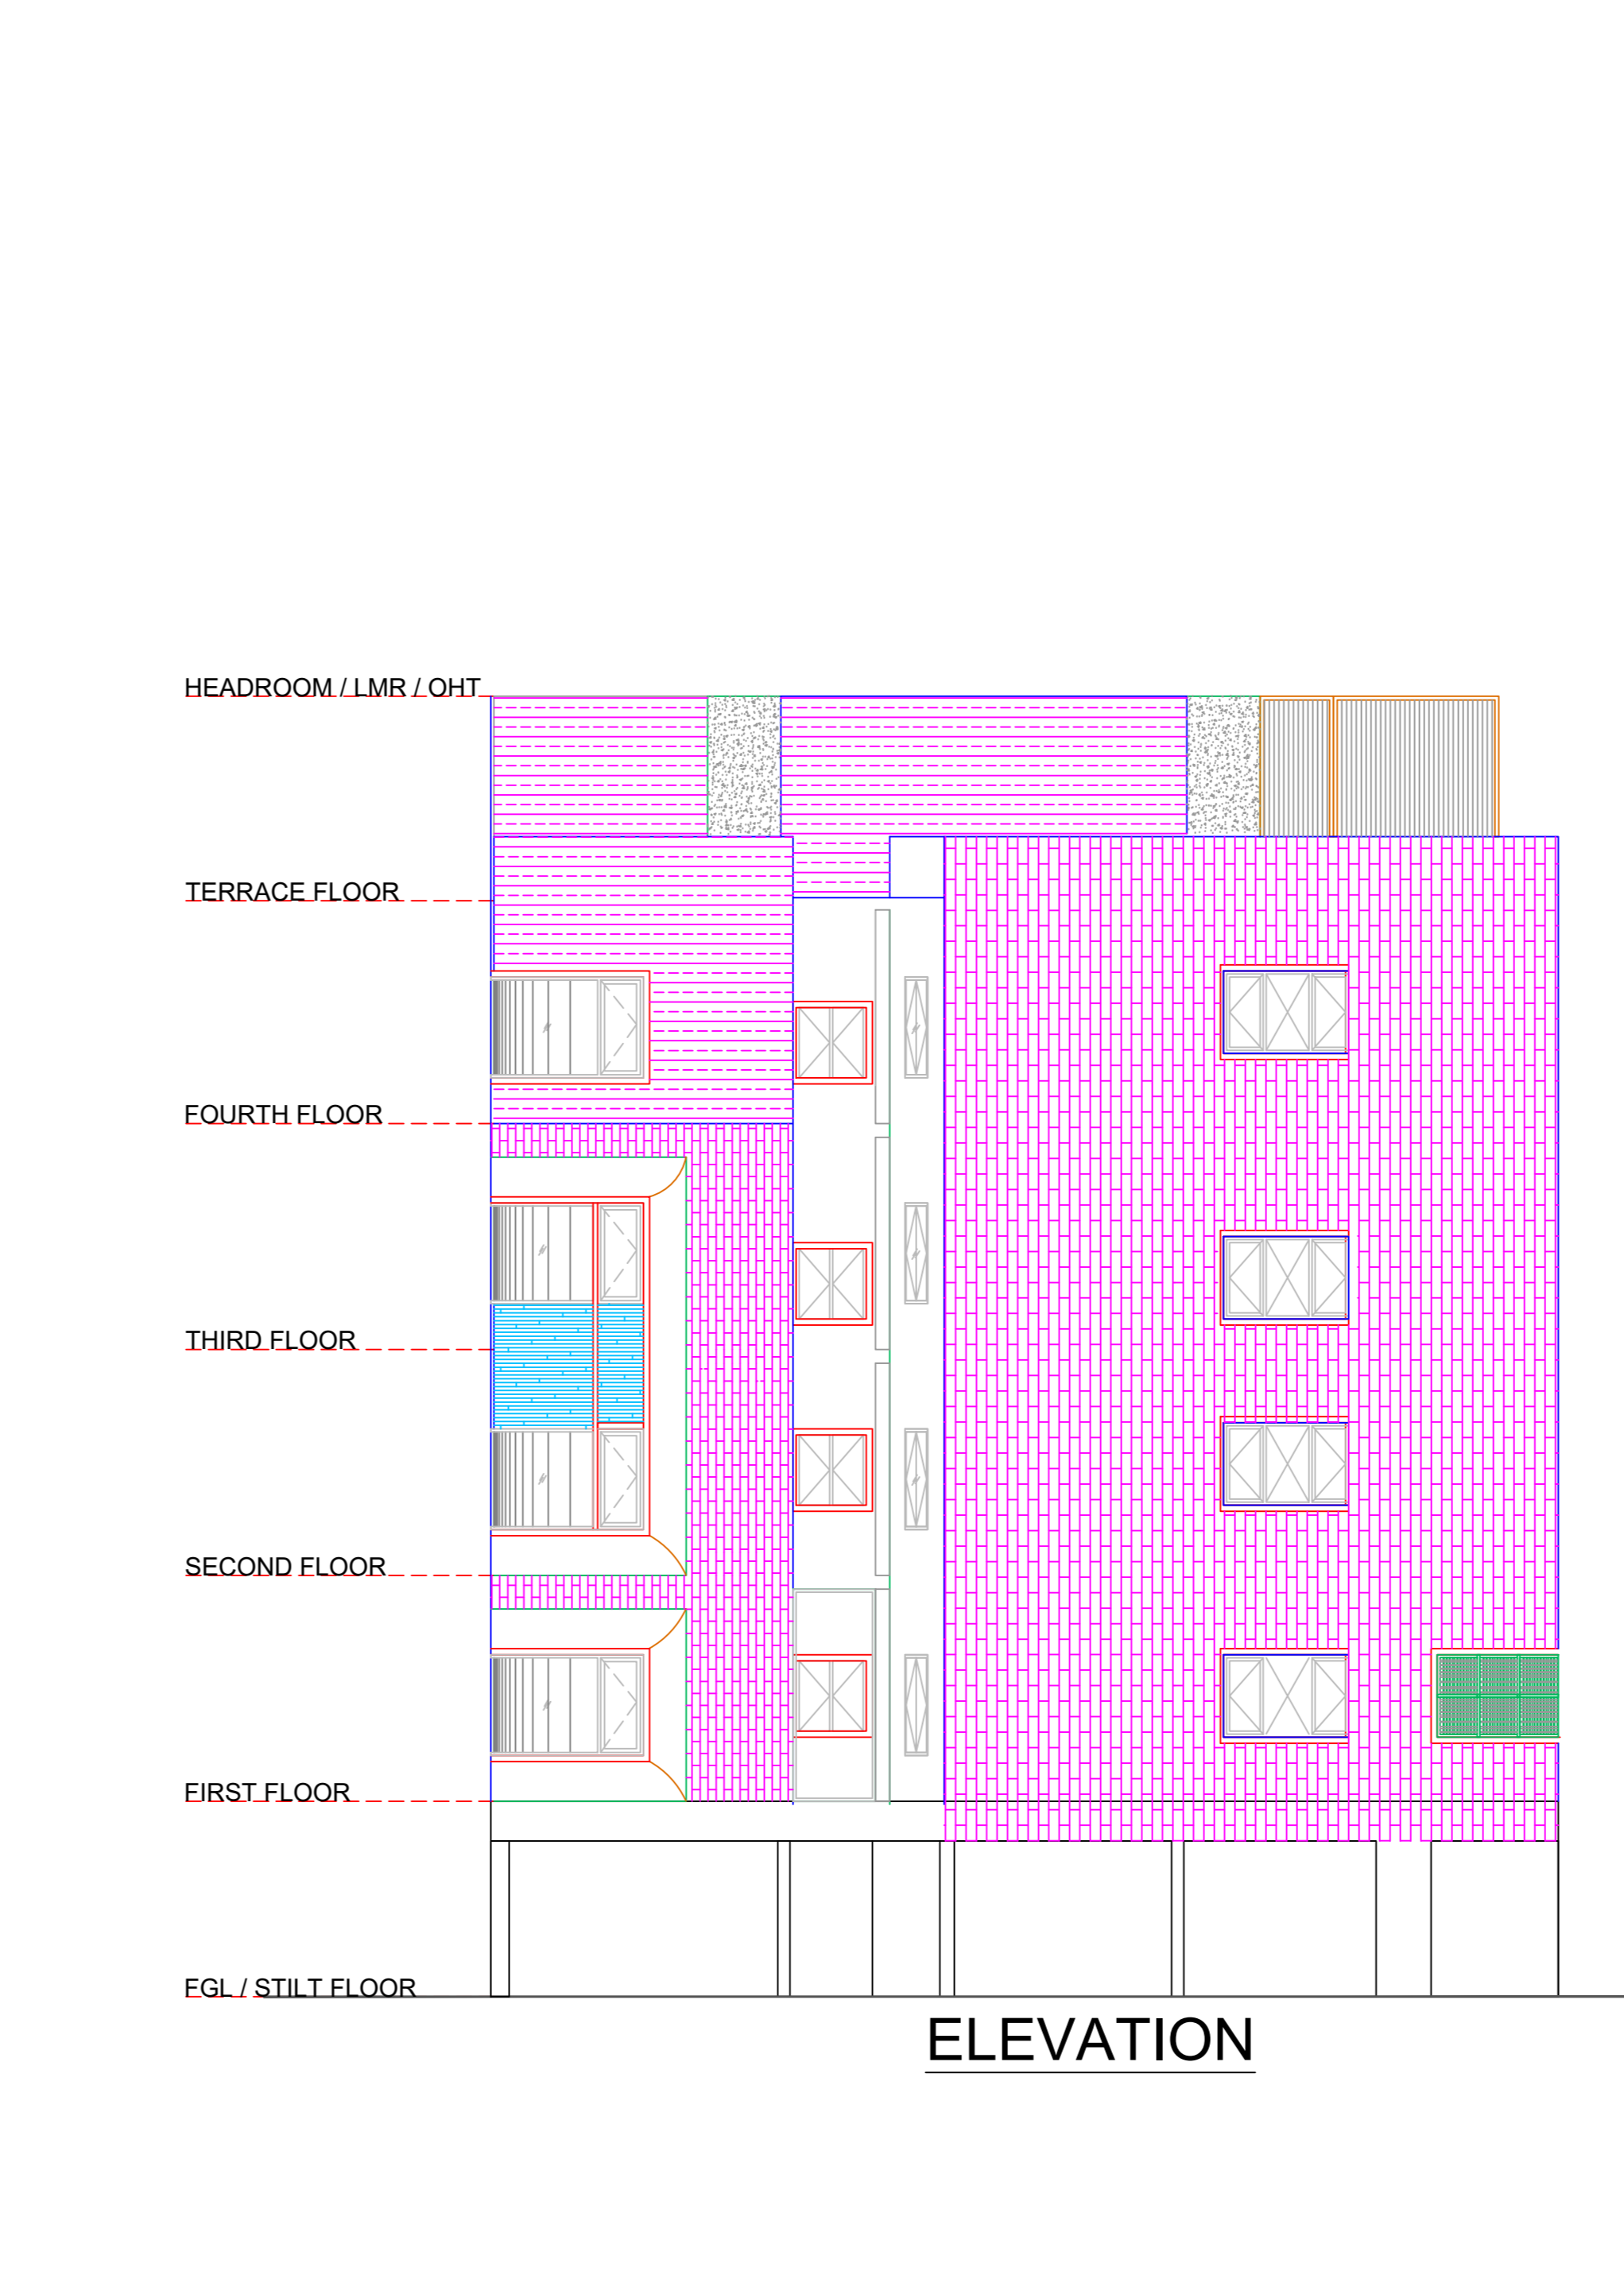 HEADROOM / LMR / OHT
TERRACE FLOOR
FOURTH FLOOR
THIRD FLOOR
SECOND FLOOR
FIRST FLOOR
FGL / STILT FLOOR
ELEVATION